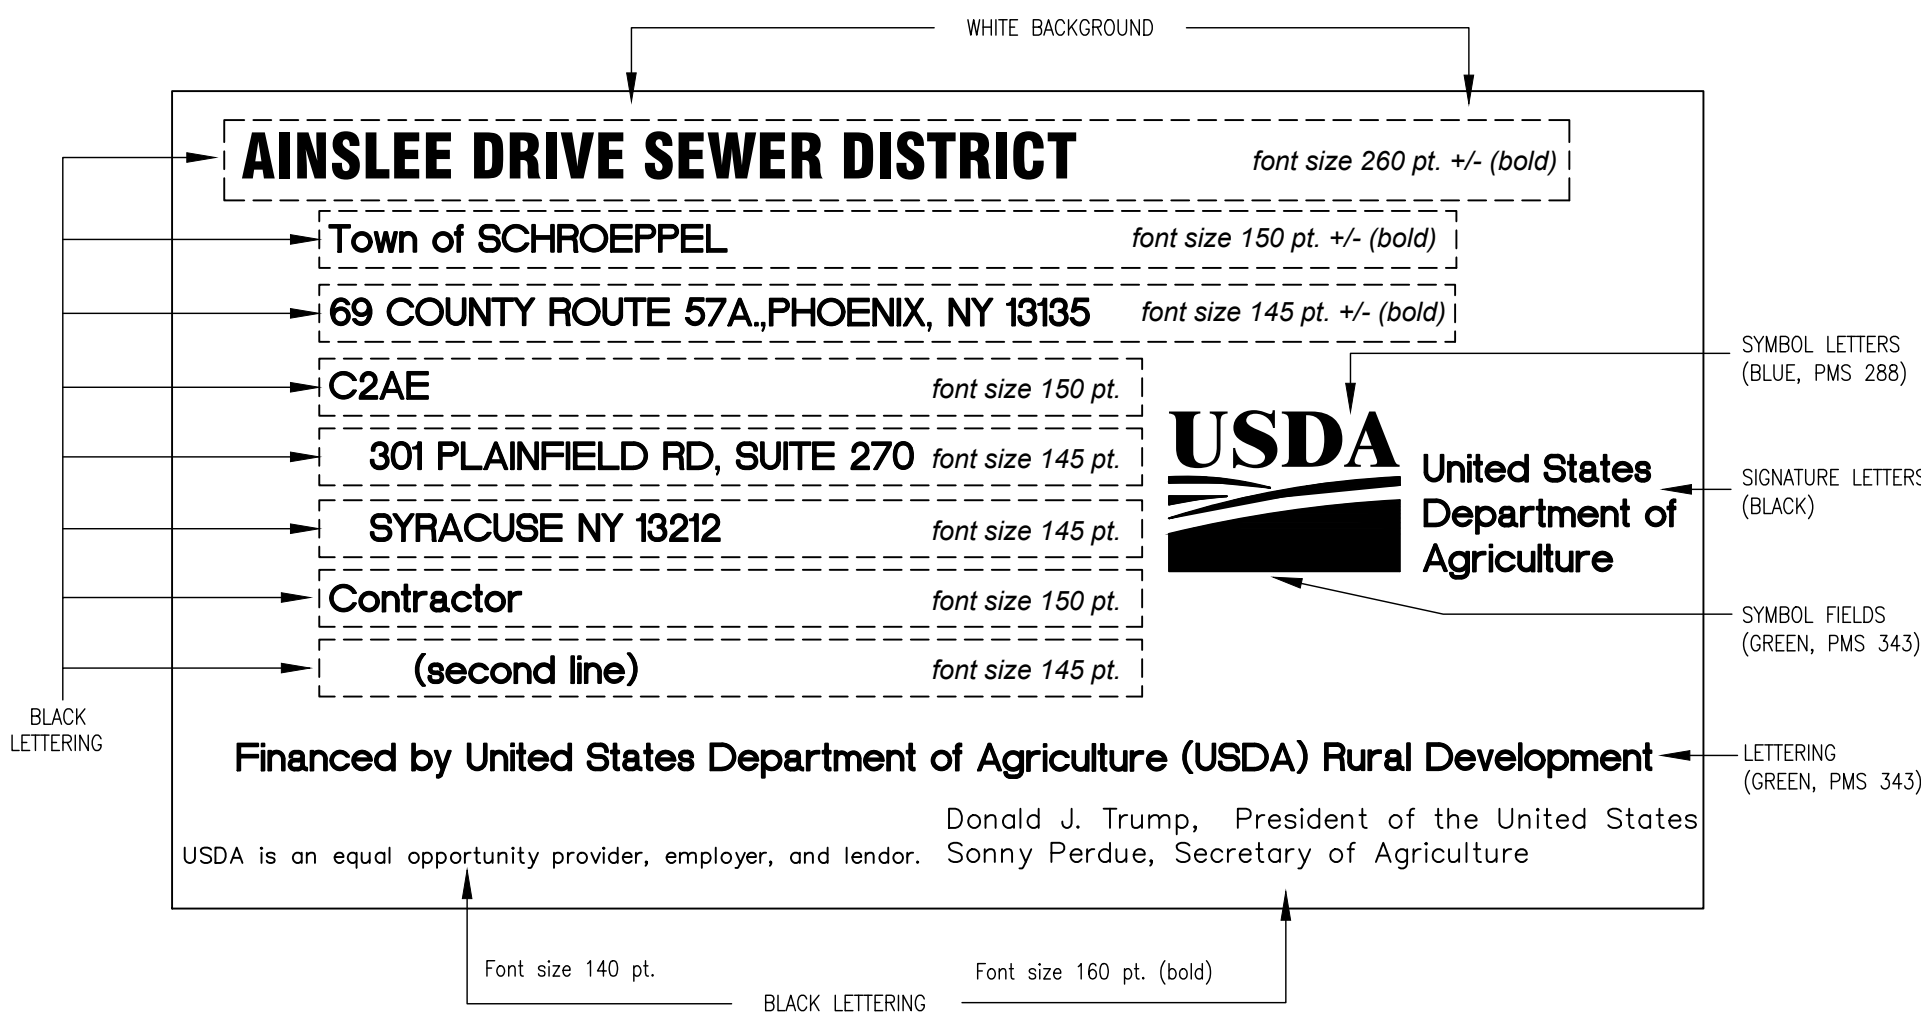 WHITE BACKGROUND
AINSLEE DRIVE SEWER DISTRICT font size 260 pt. +/- (bold)
Town of SCHROEPPEL font size 150 pt. +/- (bold)
69 COUNTY ROUTE 57A.,PHOENIX, NY 13135 font size 145 pt. +/- (bold)
C2AE font size 150 pt.
301 PLAINFIELD RD, SUITE 270 font size 145 pt.
SYRACUSE NY 13212 font size 145 pt.
Contractor font size 150 pt.
(second line) font size 145 pt.
BLACK
LETTERING
USDA
United States
Department of
Agriculture
SYMBOL LETTERS
(BLUE, PMS 288)
SIGNATURE LETTERS
(BLACK)
SYMBOL FIELDS
(GREEN, PMS 343)
Financed by United States Department of Agriculture (USDA) Rural Development
LETTERING
(GREEN, PMS 343)
Donald J. Trump, President of the United States
USDA is an equal opportunity provider, employer, and lendor. Sonny Perdue, Secretary of Agriculture
Font size 140 pt.
Font size 160 pt. (bold)
BLACK LETTERING